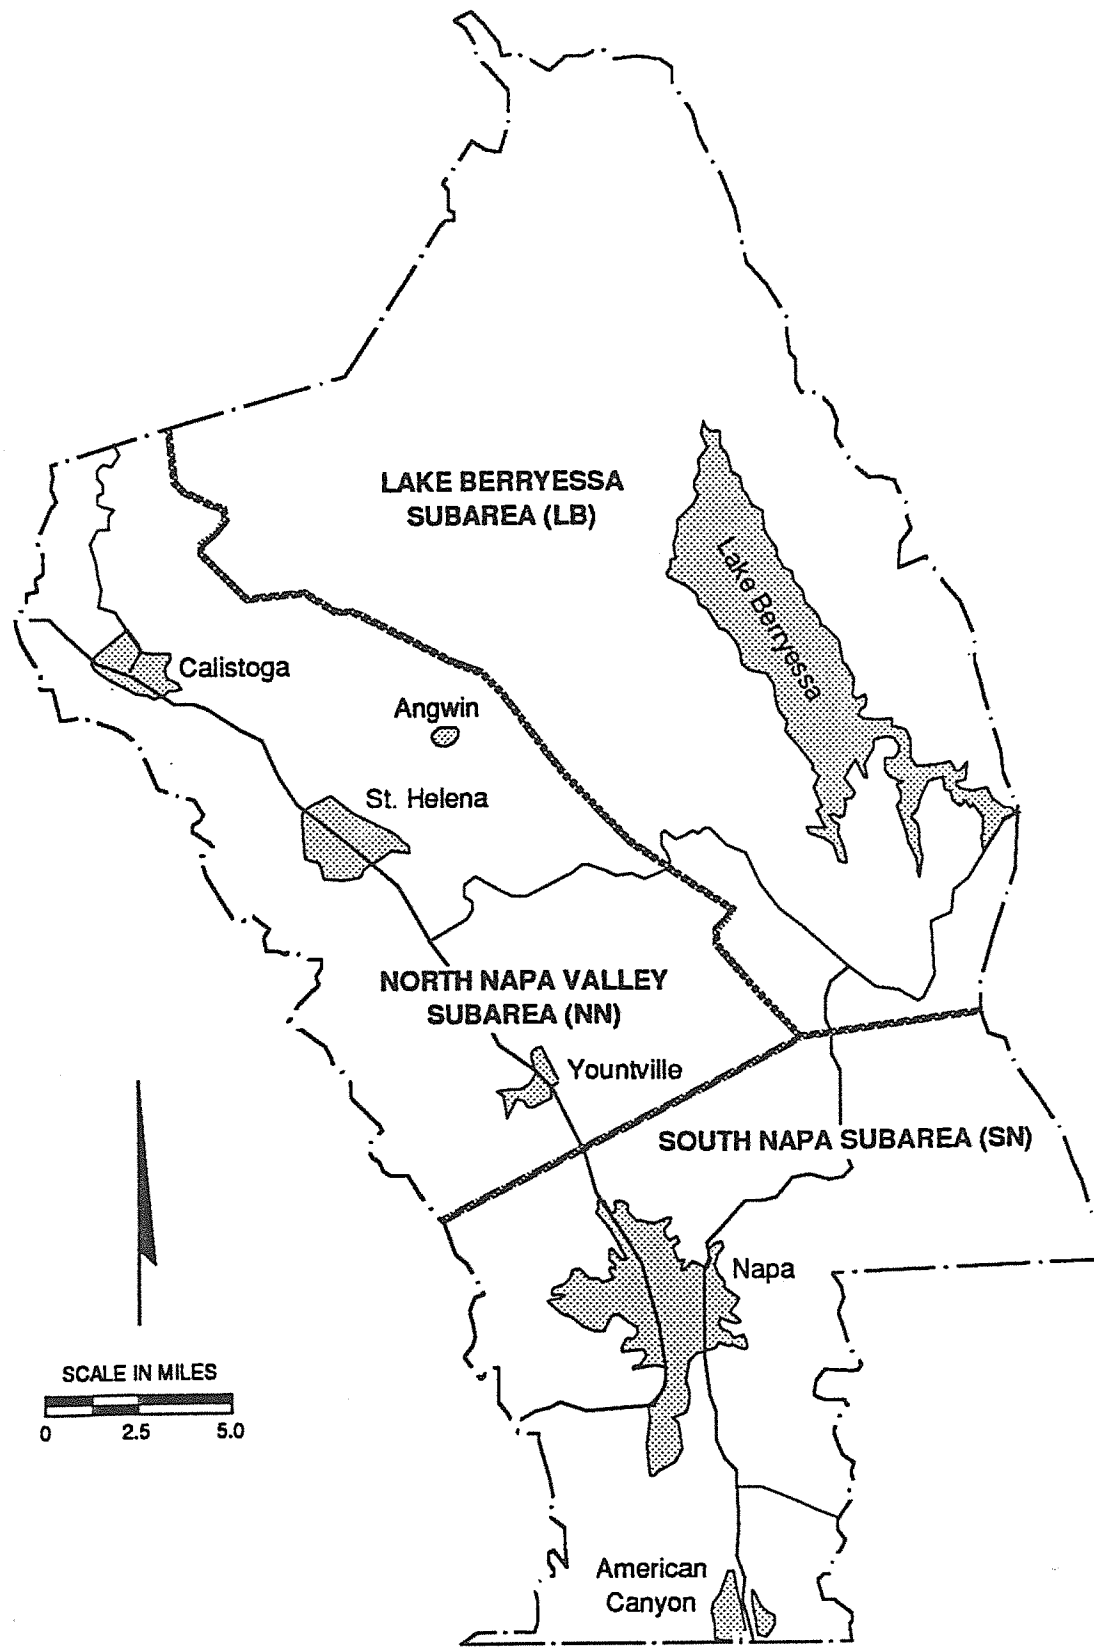 LAKE BERRYESSA
SUBAREA (LB)
Lake Berryessa
Calistoga
Angwin
St. Helena
NORTH NAPA VALLEY
SUBAREA (NN)
Yountville
SOUTH NAPA SUBAREA (SN)
Napa
SCALE IN MILES
0 2.5 5.0
American
Canyon